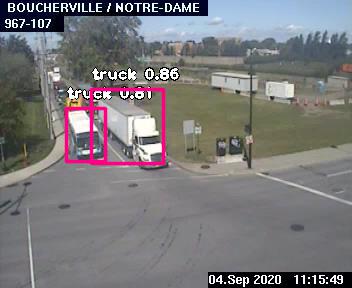 BOUCHERVILLE / NOTRE-DAME
967-107
truck 0.86
truck 0.81
04.Sep 2020 11:15:49